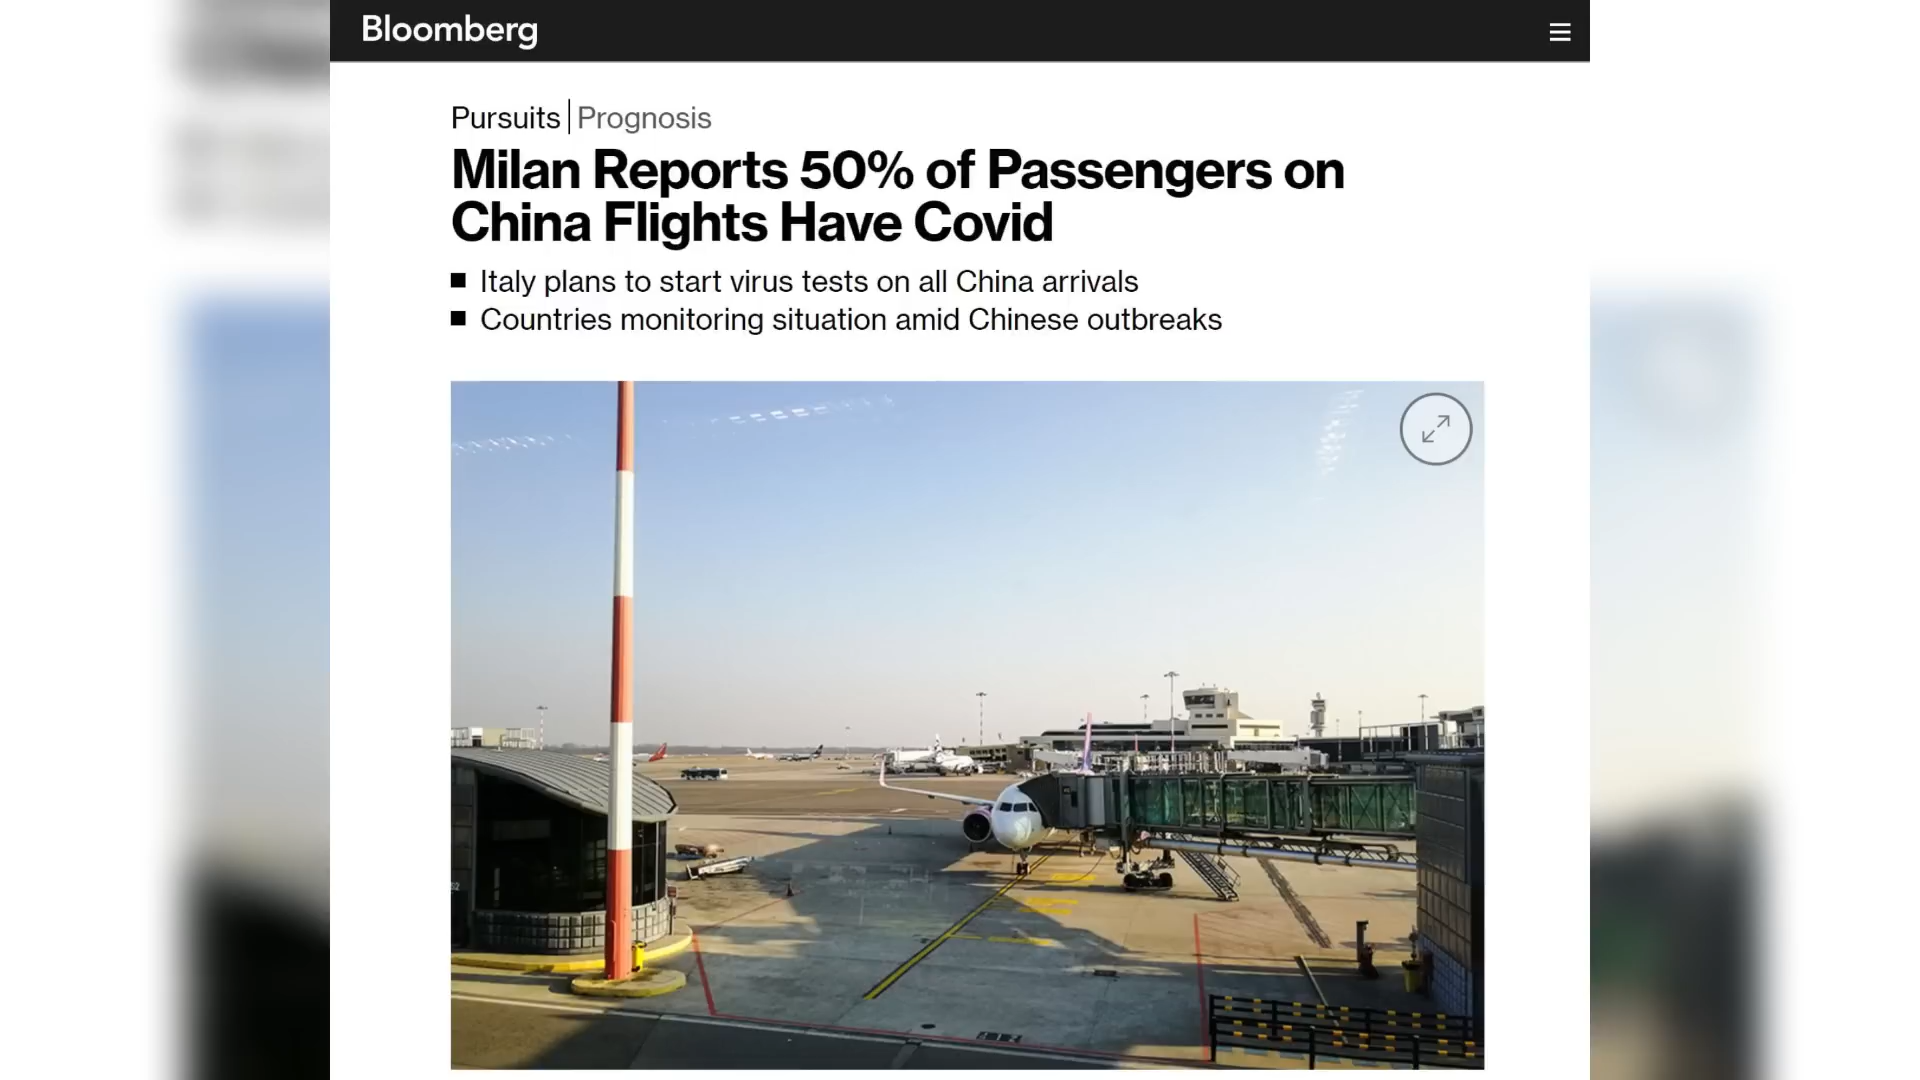 Bloomberg
Pursuits | Prognosis
Milan Reports 50% of Passengers on
China Flights Have Covid
Italy plans to start virus tests on all China arrivals
Countries monitoring situation amid Chinese outbreaks